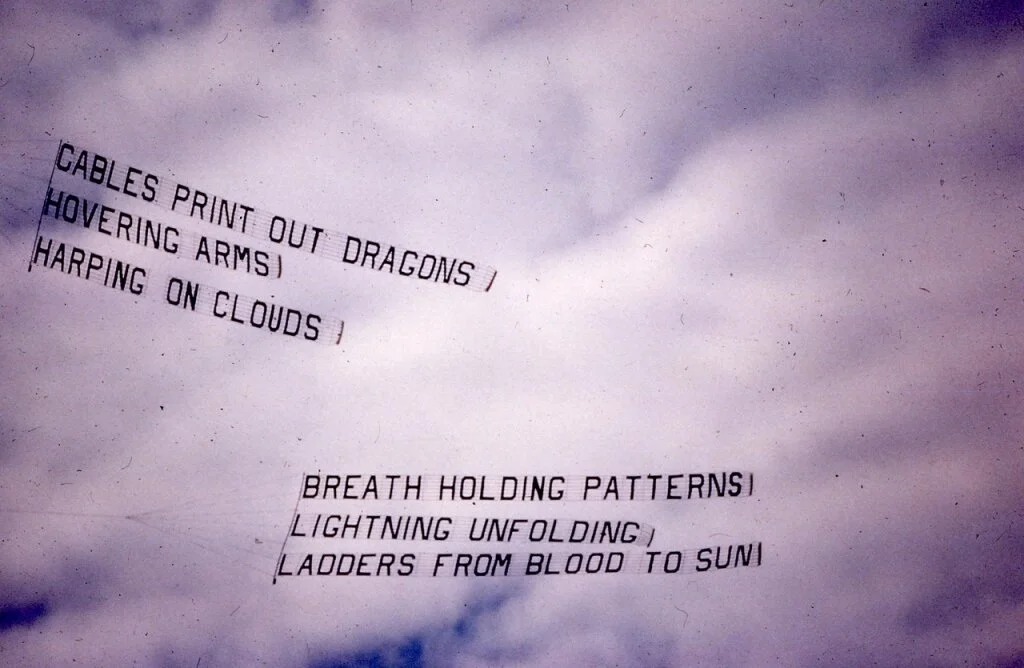 CABLES PRINT OUT DRAGONS
HOVERING ARMS
HARPING ON CLOUDS
BREATH HOLDING PATTERNS
LIGHTNING UNFOLDING
LADDERS FROM BLOOD TO SUN